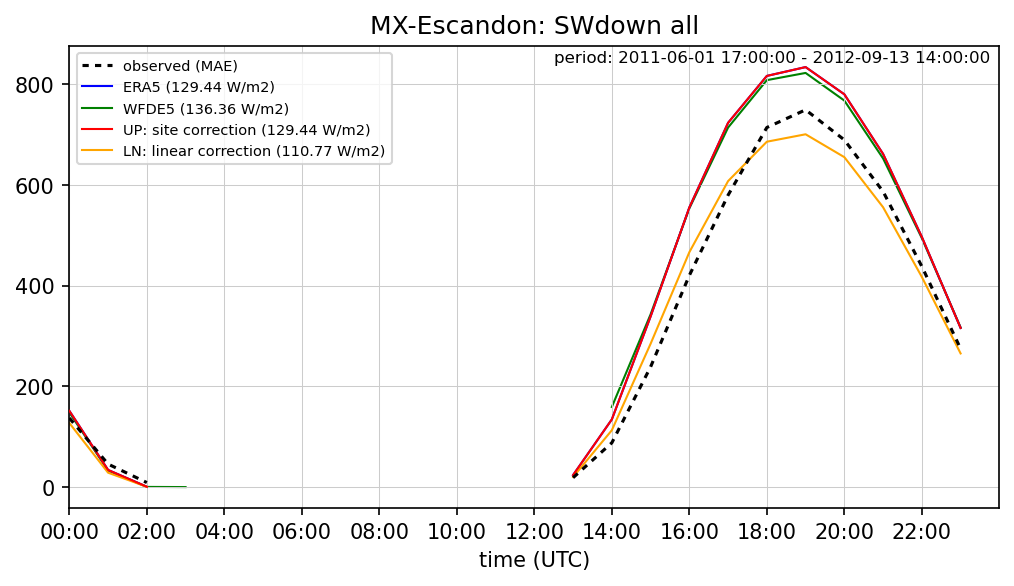 MX-Escandon: SWdown all
period: 2011-06-01 17:00:00 - 2012-09-13 14:00:00
observed (MAE)
ERA5 (129.44 W/m2)
WFDE5 (136.36 W/m2)
UP: site correction (129.44 W/m2)
LN: linear correction (110.77 W/m2)
800
600
400
200
0
00:00 02:00 04:00 06:00 08:00 10:00 12:00 14:00 16:00 18:00 20:00 22:00
time (UTC)